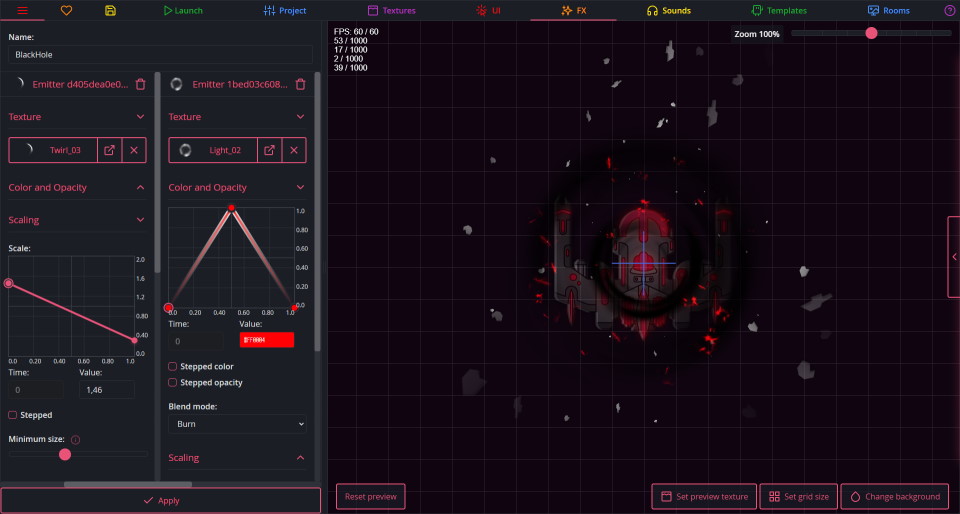 Launch
Project
Textures
UI
FX
Sounds
Templates
Rooms
Name:
BlackHole
Emitter d405dea0e0...
Texture
Twirl_03
Color and Opacity
Scaling
Scale:
2.0
1.6
1.2
0.80
0.40
0.0
0.0 0.20 0.40 0.60 0.80 1.0
Time: Value:
0 1,46
Stepped
Minimum size:
Emitter 1bed03c608...
Texture
Light_02
Color and Opacity
1.0
0.80
0.60
0.40
0.20
0.0
0.0 0.20 0.40 0.60 0.80 1.0
Time: Value:
0
Stepped color
Stepped opacity
Blend mode:
Burn
Scaling
Apply
FPS: 60 / 60
53 / 1000
17 / 1000
2 / 1000
39 / 1000
Zoom 100%
Reset preview
Set preview texture
Set grid size
Change background